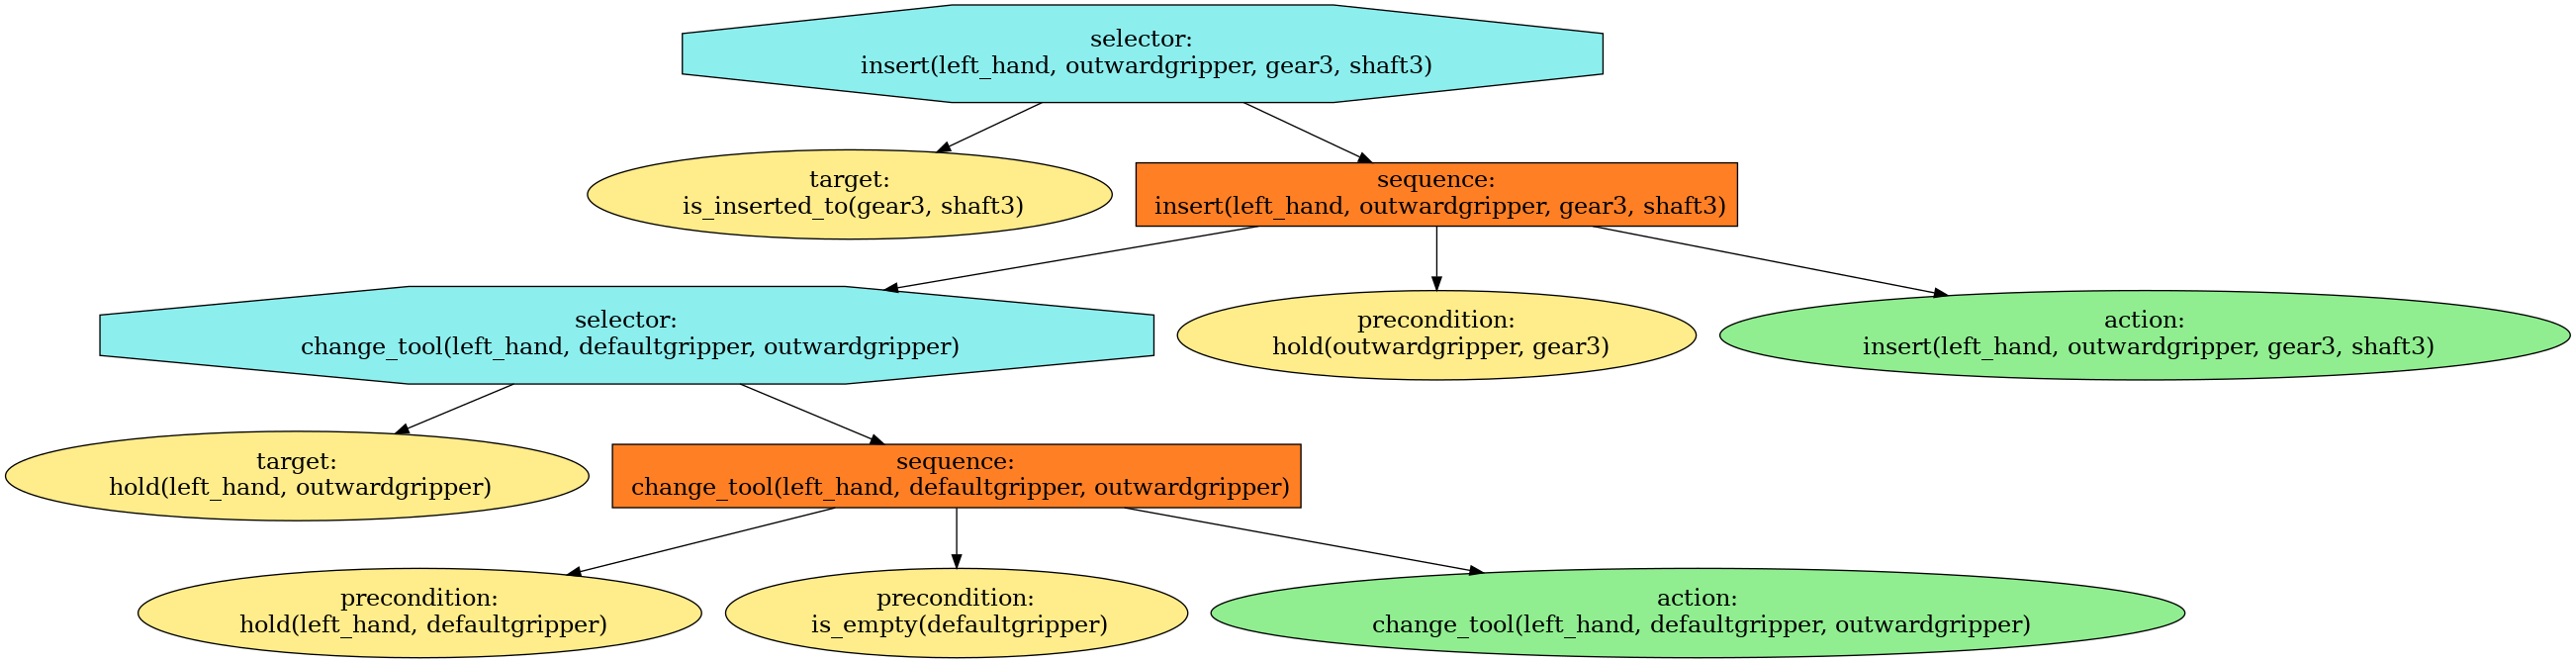 selector:
insert(left_hand, outwardgripper, gear3, shaft3)
target:
is_inserted_to(gear3, shaft3)
sequence:
insert(left_hand, outwardgripper, gear3, shaft3)
selector:
change_tool(left_hand, defaultgripper, outwardgripper)
precondition:
hold(outwardgripper, gear3)
action:
insert(left_hand, outwardgripper, gear3, shaft3)
target:
hold(left_hand, outwardgripper)
sequence:
change_tool(left_hand, defaultgripper, outwardgripper)
precondition:
hold(left_hand, defaultgripper)
precondition:
is_empty(defaultgripper)
action:
change_tool(left_hand, defaultgripper, outwardgripper)